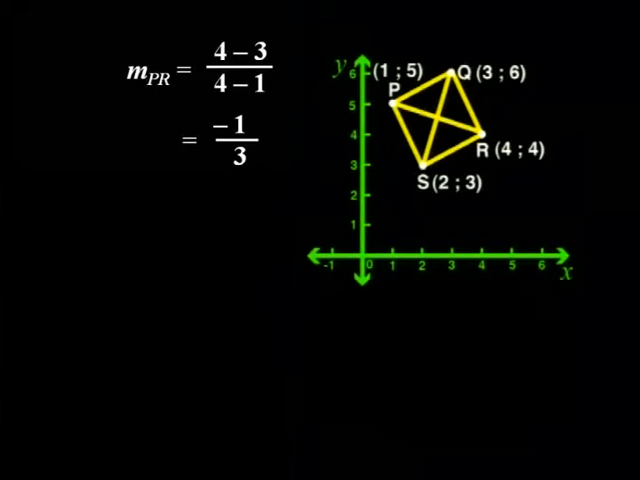 m_PR = (4 – 3)/(4 – 1)
= –1/3
y
(1 ; 5)
P
Q (3 ; 6)
R (4 ; 4)
S (2 ; 3)
6
5
4
3
2
1
-1 0 1 2 3 4 5 6
x